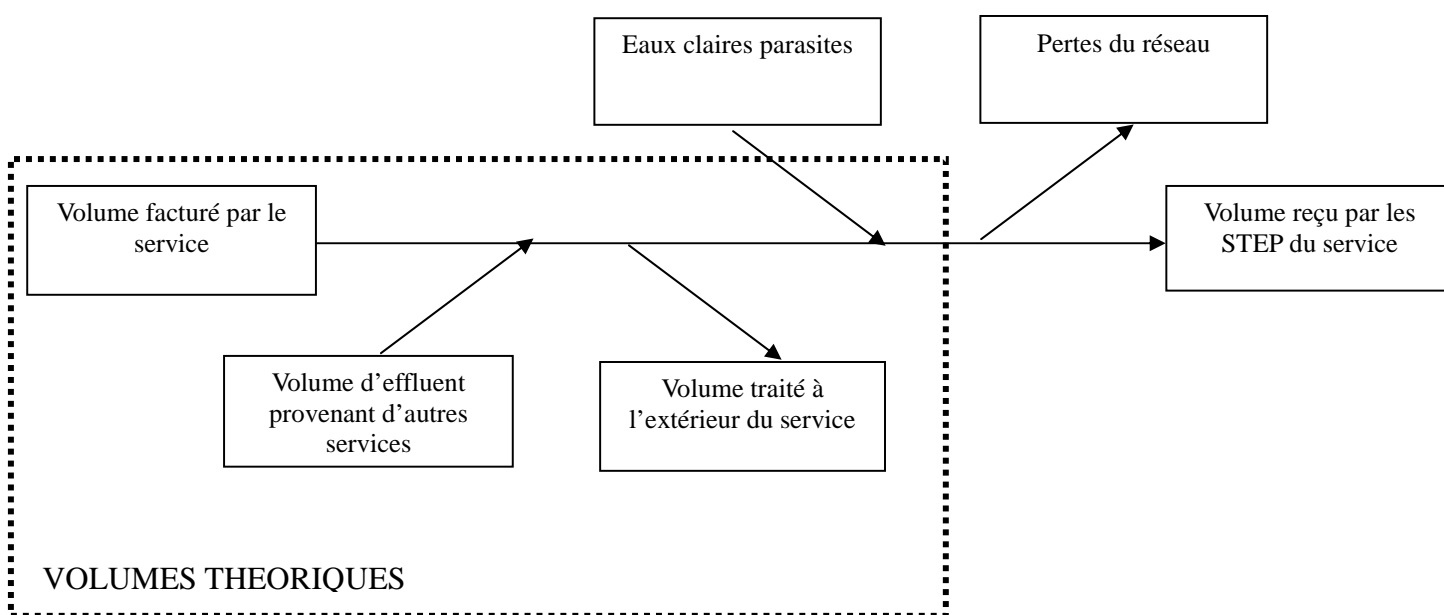 Eaux claires parasites
Pertes du réseau
Volume facturé par le
service
Volume reçu par les
STEP du service
Volume d’effluent
provenant d’autres
services
Volume traité à
l’extérieur du service
VOLUMES THEORIQUES